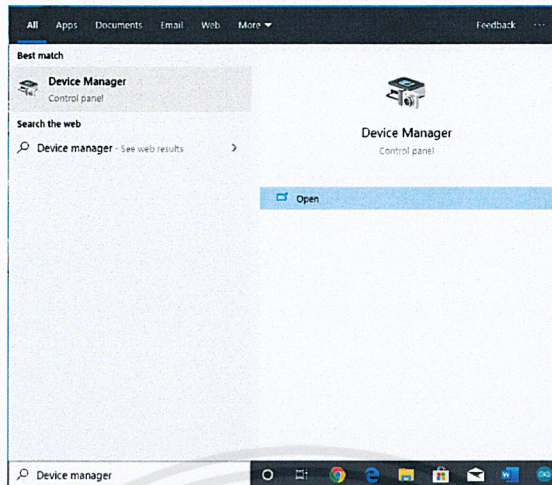 All Apps Documents Email Web More Feedback ...
Best match
Device Manager
Control panel
Search the web
Device manager - See web results
Device Manager
Control panel
Open
Device manager